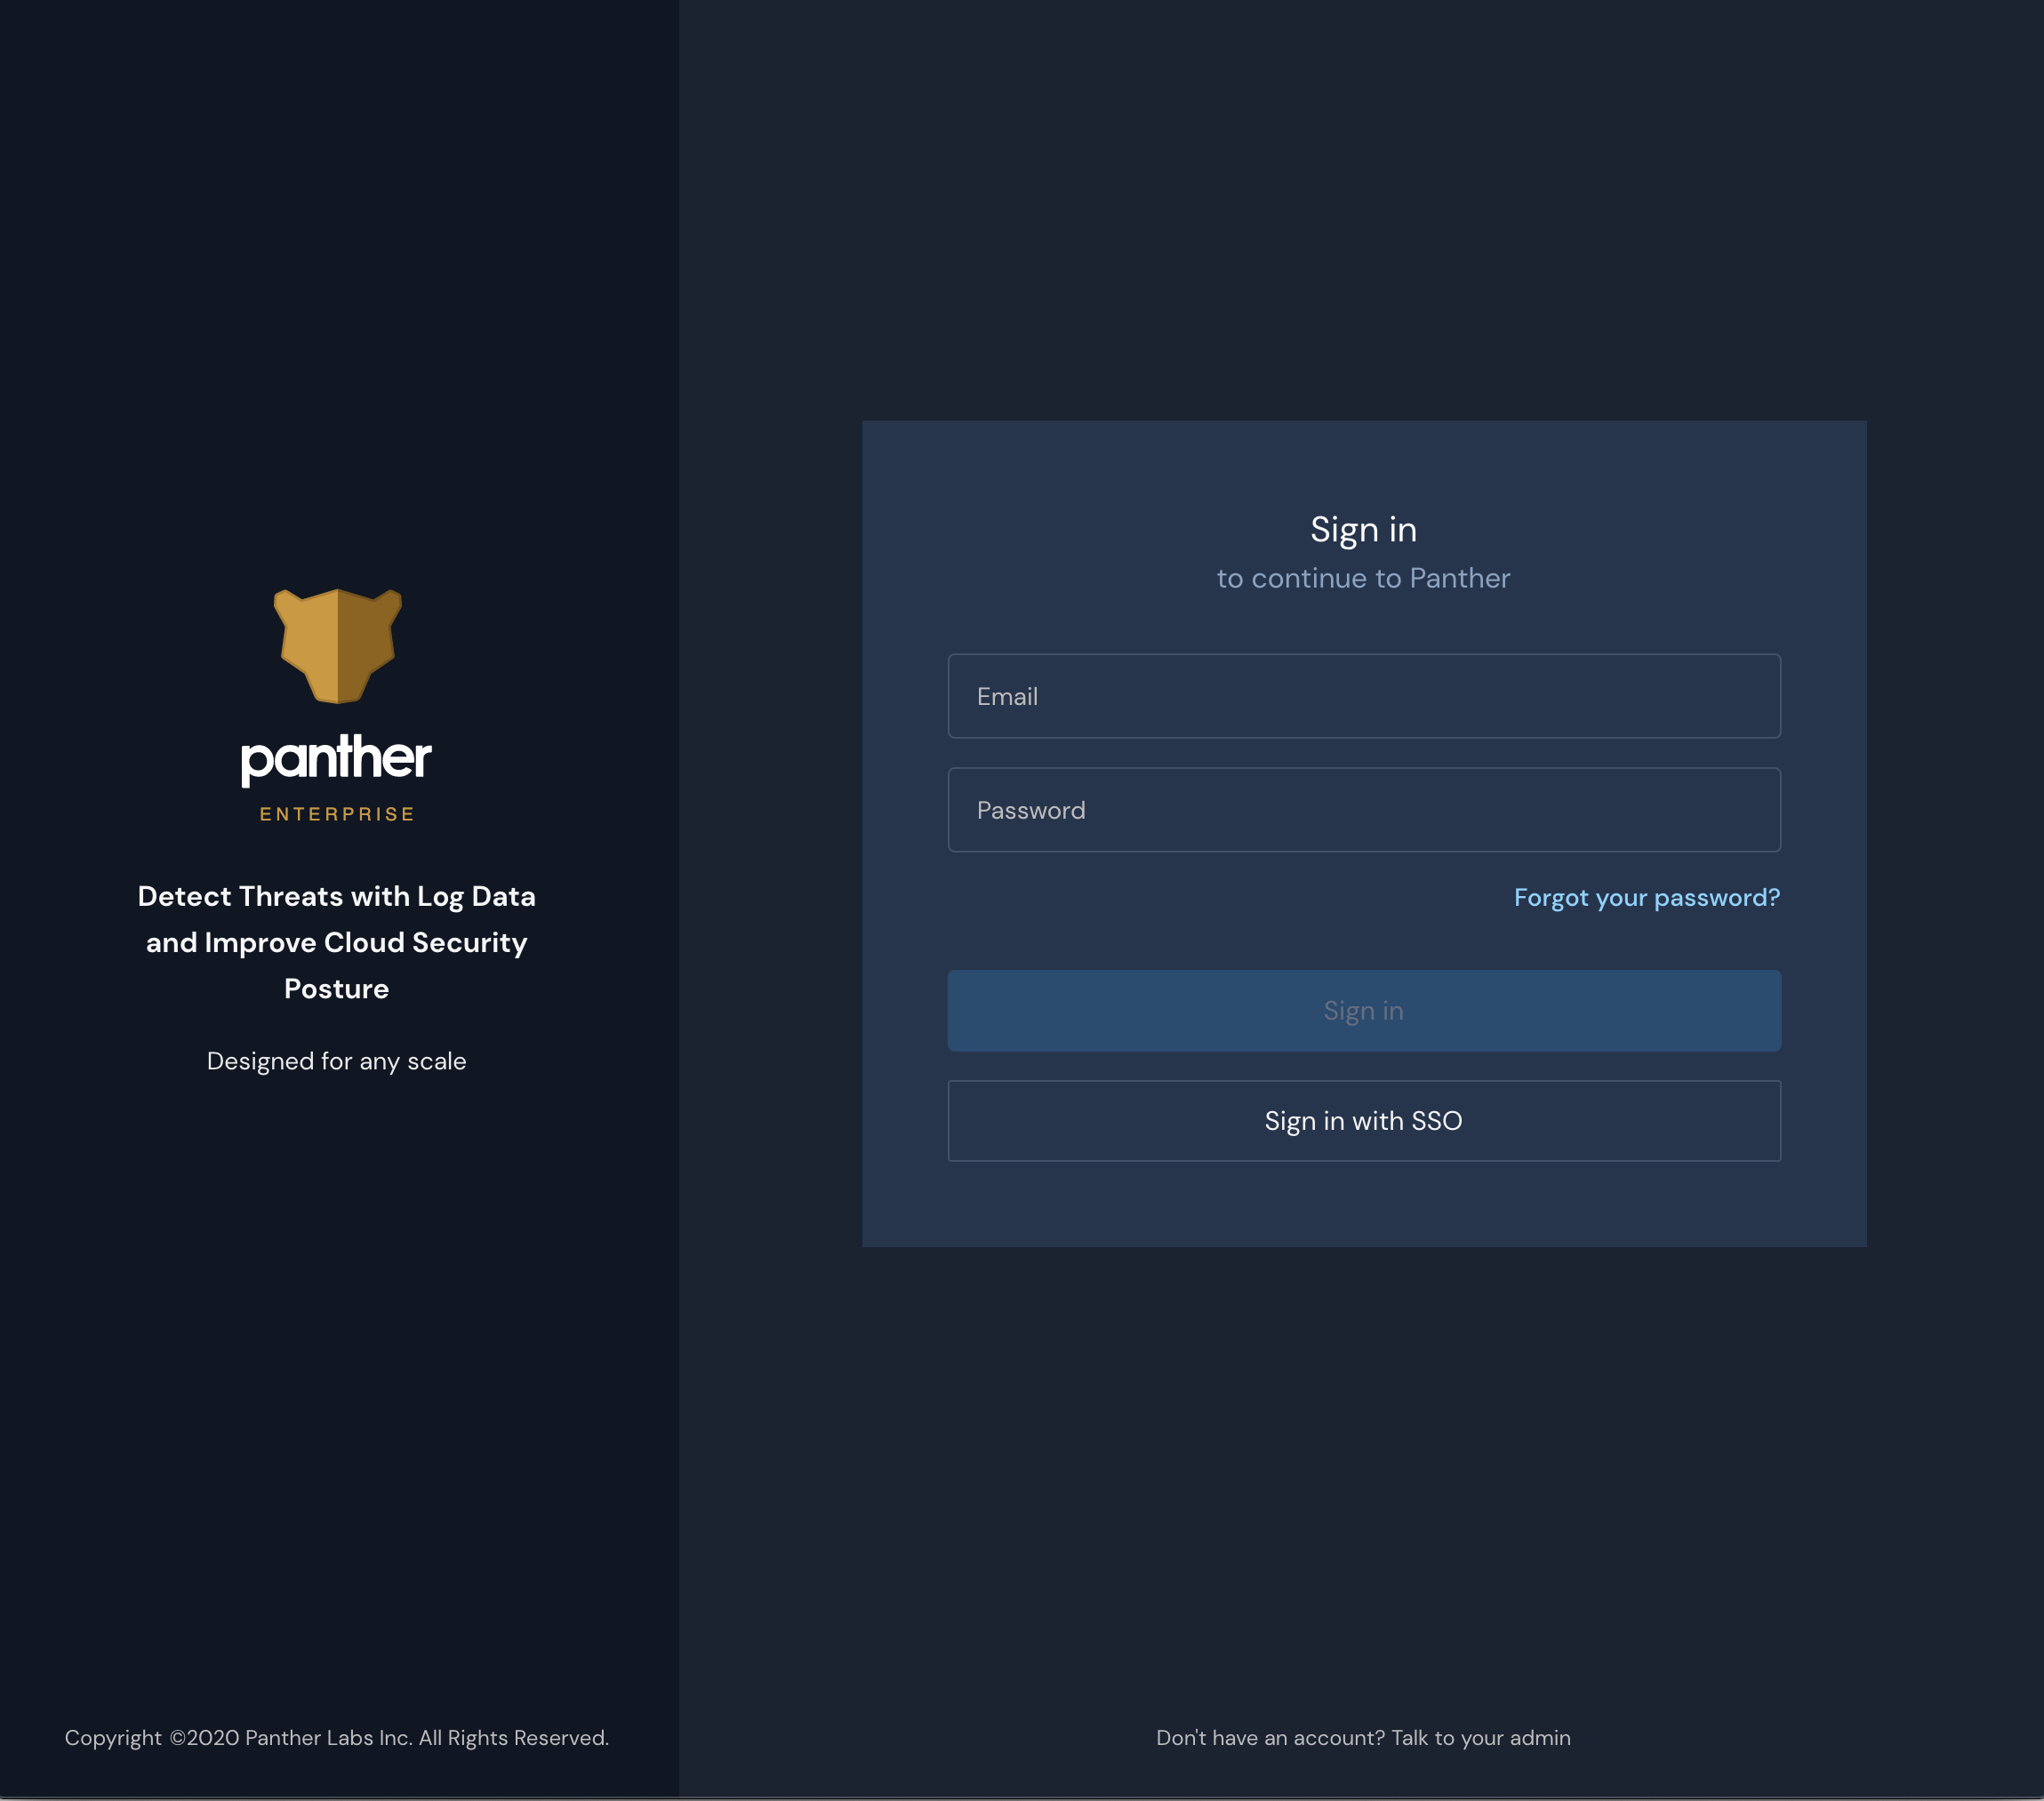 panther
ENTERPRISE
Detect Threats with Log Data
and Improve Cloud Security
Posture
Designed for any scale
Copyright ©2020 Panther Labs Inc. All Rights Reserved.
Sign in
to continue to Panther
Email
Password
Forgot your password?
Sign in
Sign in with SSO
Don't have an account? Talk to your admin